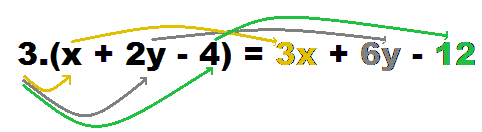 3.(x + 2y - 4) = 3x + 6y - 12